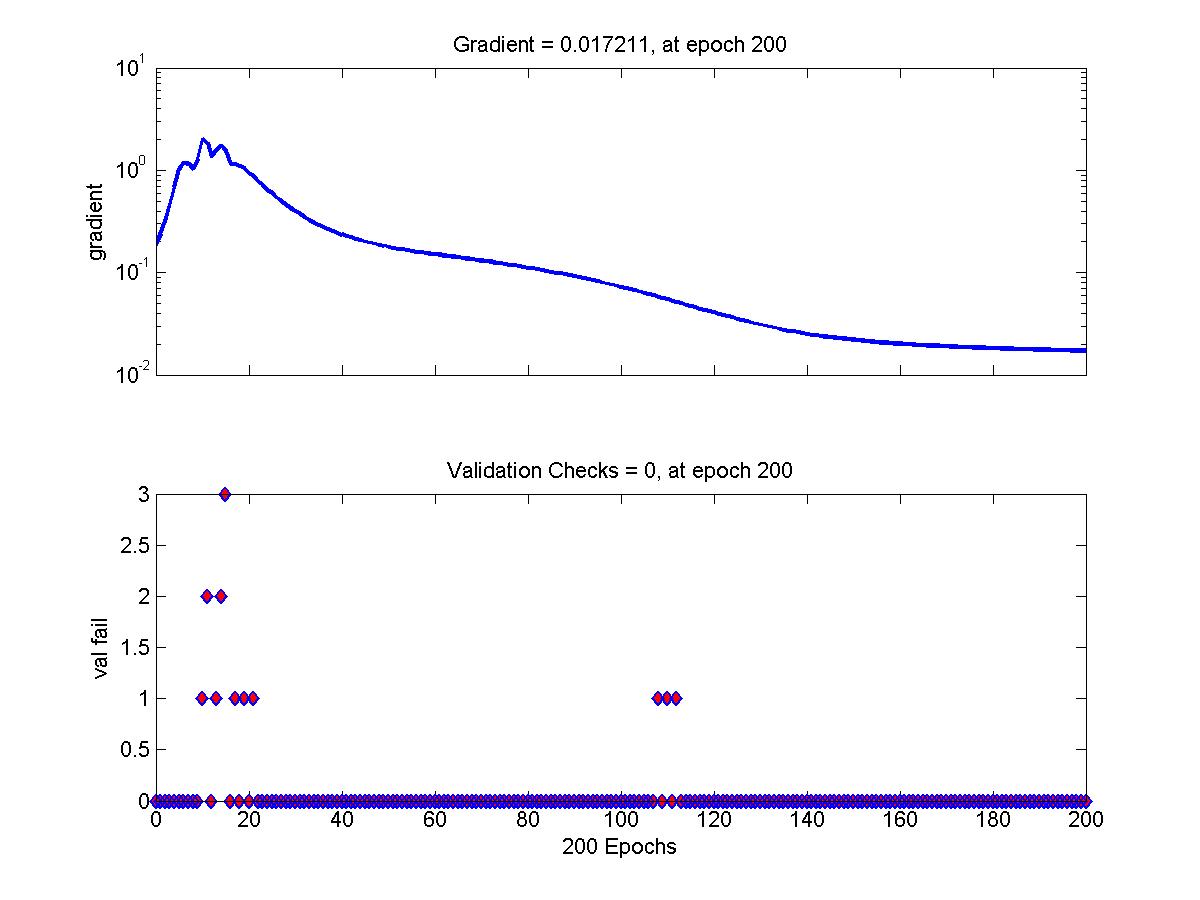 Gradient = 0.017211, at epoch 200
10^1
10^0
10^-1
10^-2
gradient
Validation Checks = 0, at epoch 200
3
2.5
2
1.5
1
0.5
0
val fail
0 20 40 60 80 100 120 140 160 180 200
200 Epochs